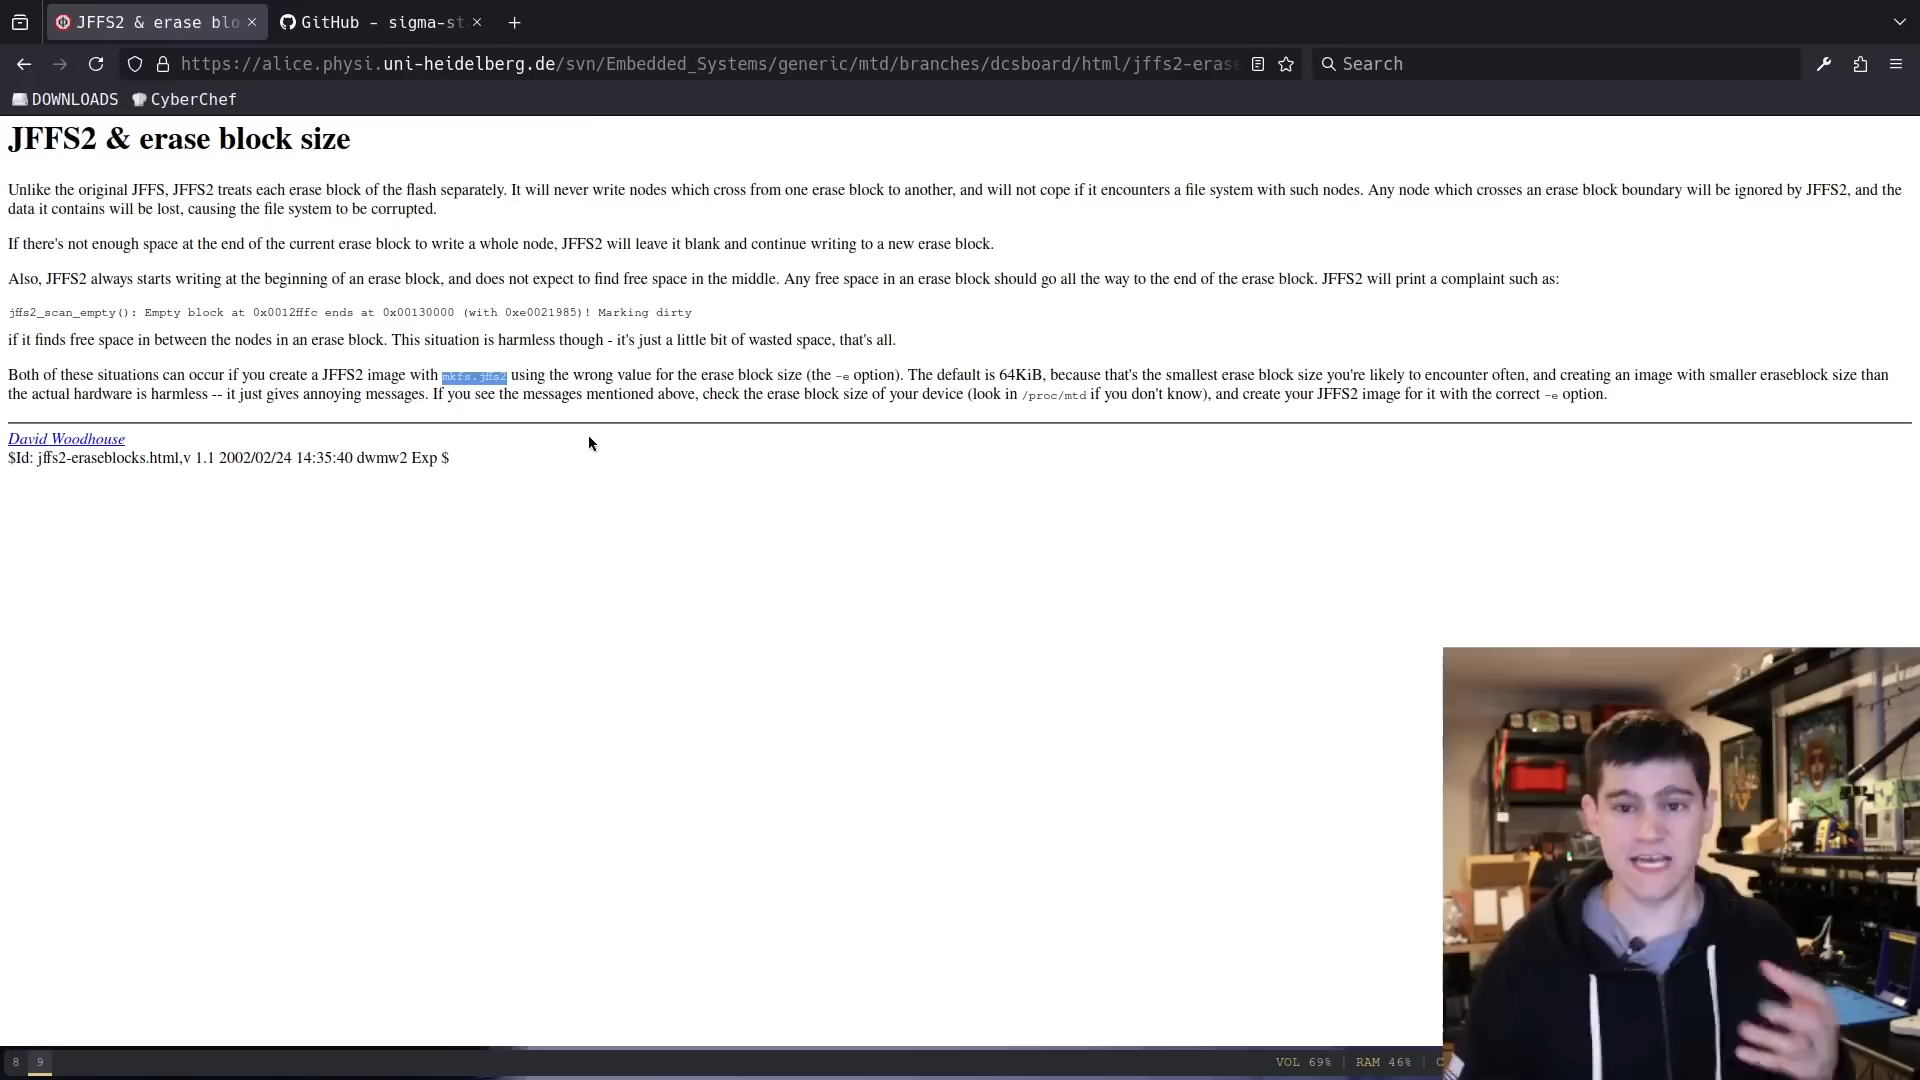 JFFS2 & erase blo
GitHub - sigma-st
https://alice.physi.uni-heidelberg.de/svn/Embedded_Systems/generic/mtd/branches/dcsboard/html/jffs2-erase
Search
DOWNLOADS
CyberChef
JFFS2 & erase block size
Unlike the original JFFS, JFFS2 treats each erase block of the flash separately. It will never write nodes which cross from one erase block to another, and will not cope if it encounters a file system with such nodes. Any node which crosses an erase block boundary will be ignored by JFFS2, and the
data it contains will be lost, causing the file system to be corrupted.
If there's not enough space at the end of the current erase block to write a whole node, JFFS2 will leave it blank and continue writing to a new erase block.
Also, JFFS2 always starts writing at the beginning of an erase block, and does not expect to find free space in the middle. Any free space in an erase block should go all the way to the end of the erase block. JFFS2 will print a complaint such as:
jffs2_scan_empty(): Empty block at 0x0012fffc ends at 0x00130000 (with 0xe0021985)! Marking dirty
if it finds free space in between the nodes in an erase block. This situation is harmless though - it's just a little bit of wasted space, that's all.
Both of these situations can occur if you create a JFFS2 image with mkfs.jffs2 using the wrong value for the erase block size (the -e option). The default is 64KiB, because that's the smallest erase block size you're likely to encounter often, and creating an image with smaller eraseblock size than
the actual hardware is harmless -- it just gives annoying messages. If you see the messages mentioned above, check the erase block size of your device (look in /proc/mtd if you don't know), and create your JFFS2 image for it with the correct -e option.
David Woodhouse
$Id: jffs2-eraseblocks.html,v 1.1 2002/02/24 14:35:40 dwmw2 Exp $
8 9
VOL 69% | RAM 46% | C